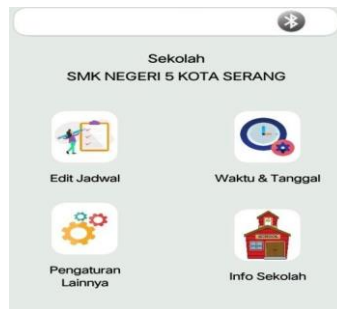 Sekolah
SMK NEGERI 5 KOTA SERANG
Edit Jadwal
Waktu & Tanggal
Pengaturan
Lainnya
Info Sekolah